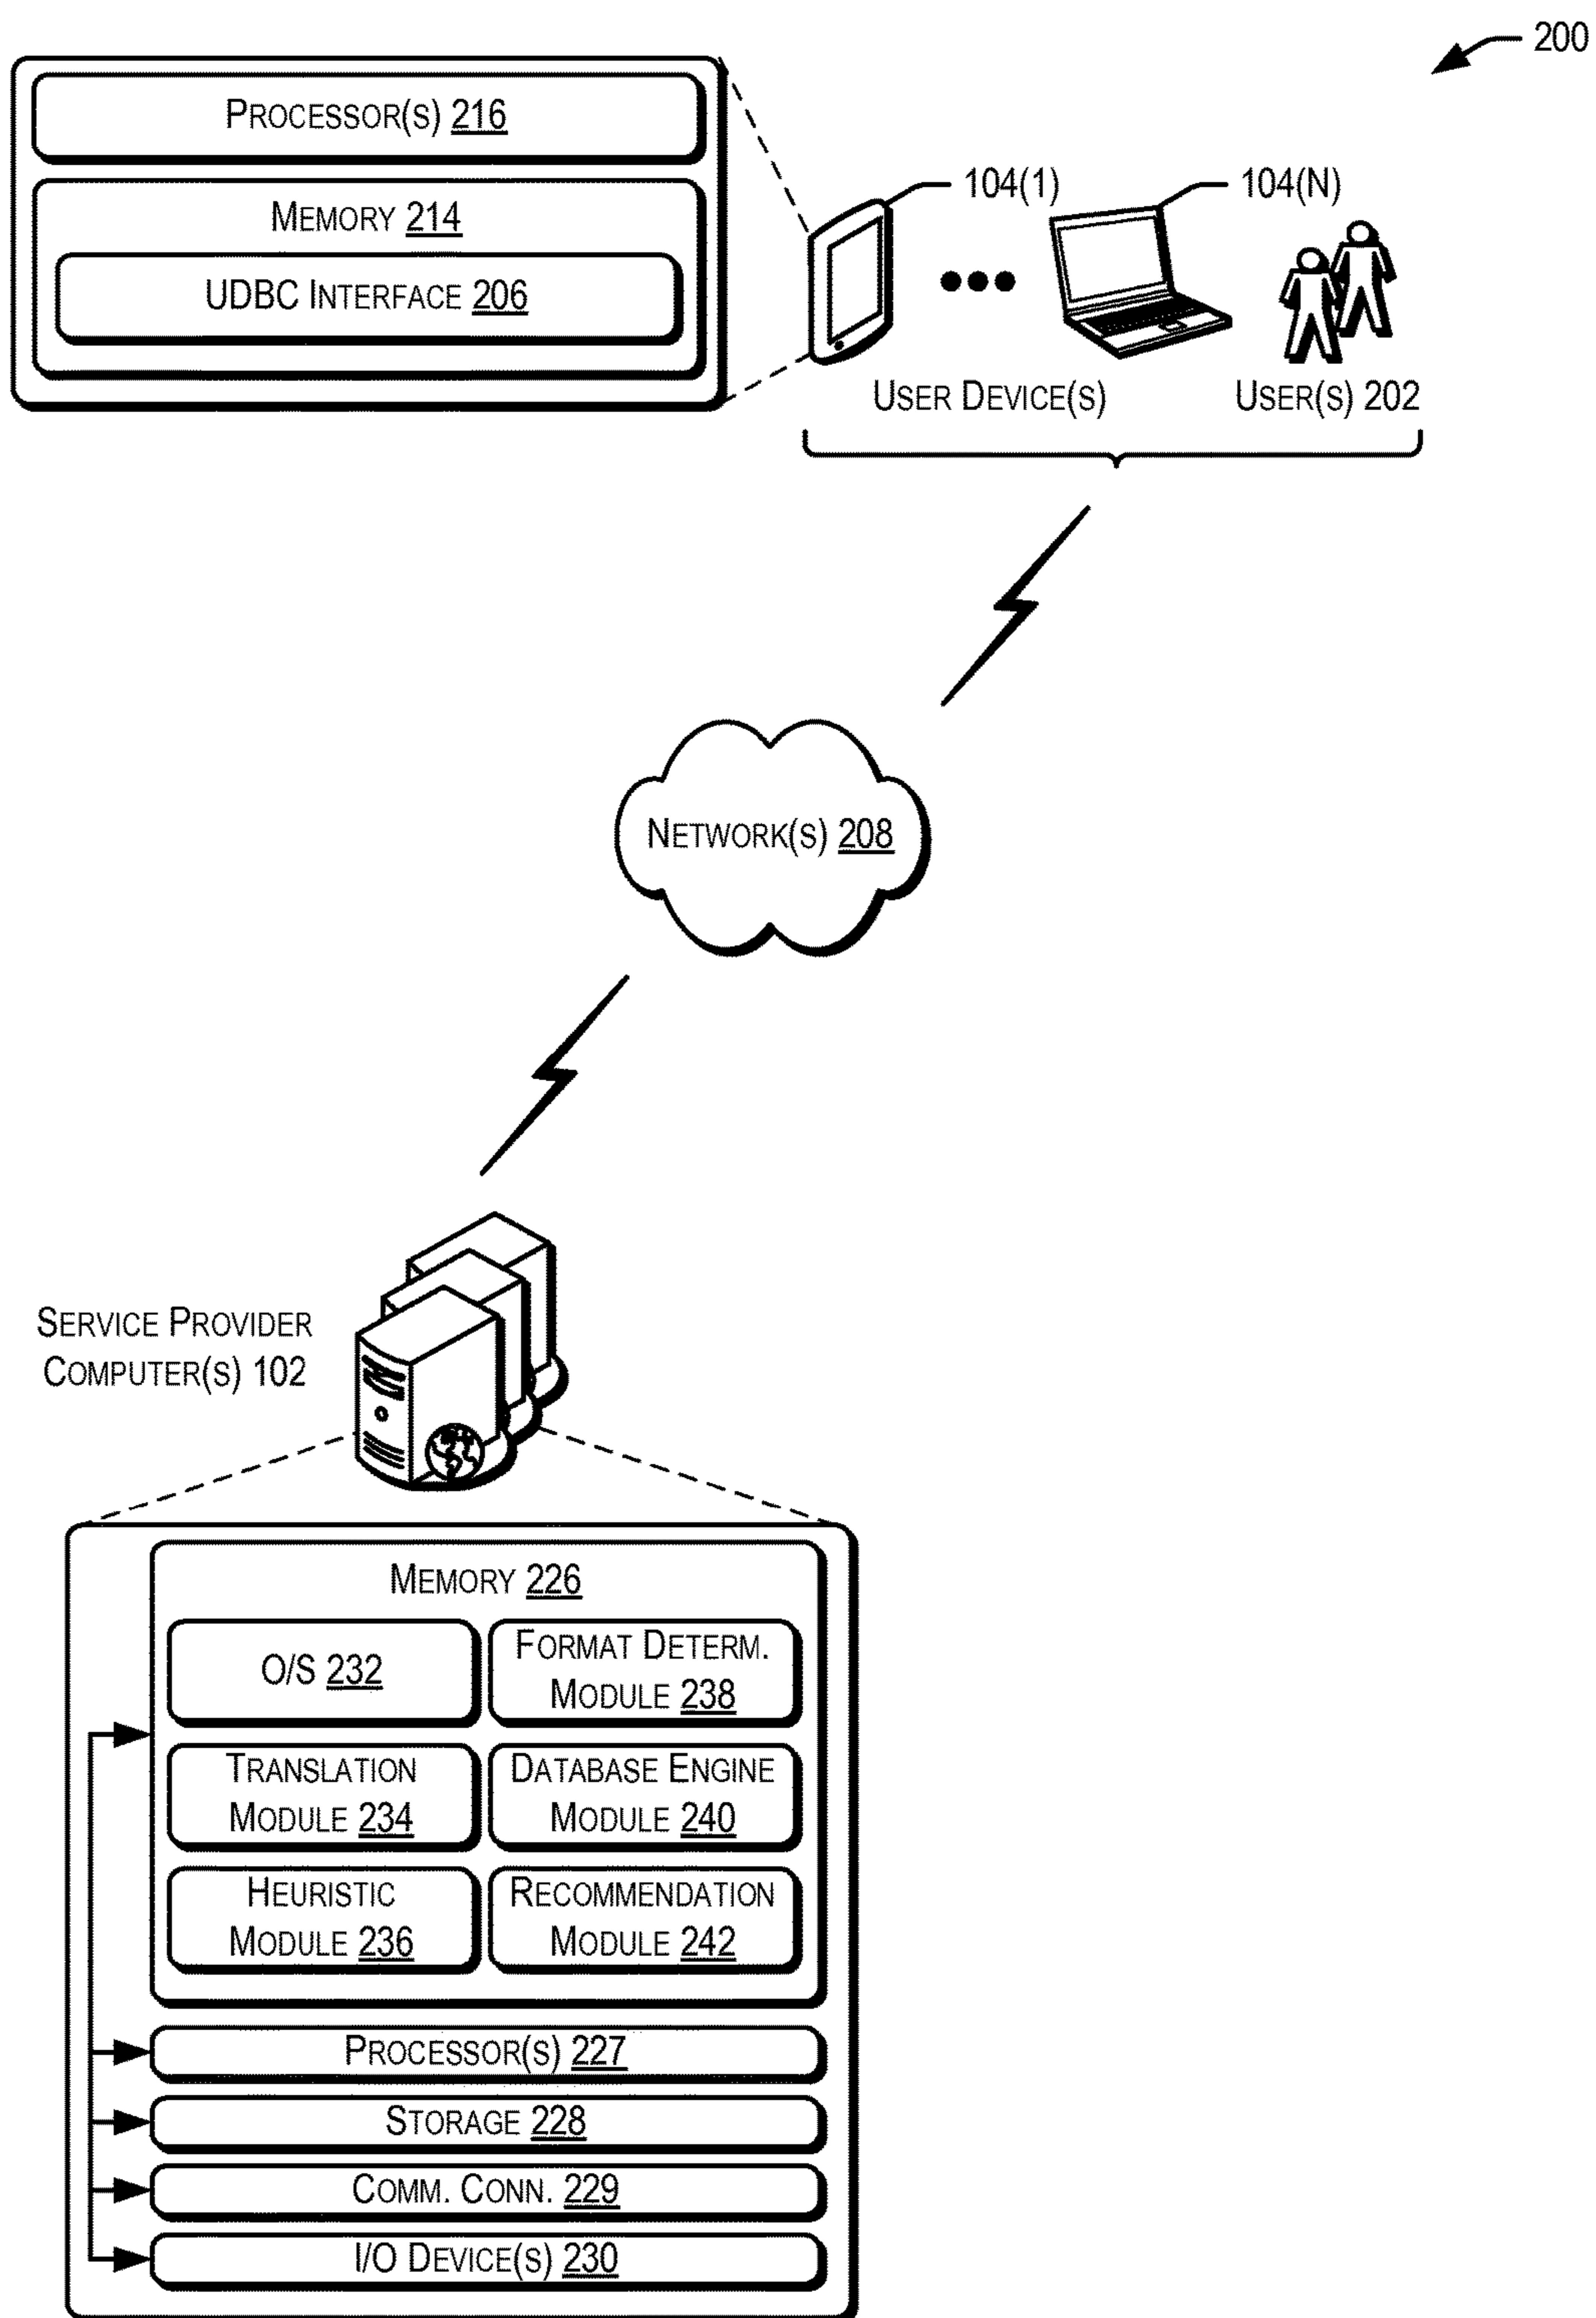 200
PROCESSOR(S) 216
MEMORY 214
UDBC INTERFACE 206
104(1)
104(N)
USER DEVICE(S)
USER(S) 202
NETWORK(S) 208
SERVICE PROVIDER
COMPUTER(S) 102
MEMORY 226
O/S 232
FORMAT DETERM.
MODULE 238
TRANSLATION
MODULE 234
DATABASE ENGINE
MODULE 240
HEURISTIC
MODULE 236
RECOMMENDATION
MODULE 242
PROCESSOR(S) 227
STORAGE 228
COMM. CONN. 229
I/O DEVICE(S) 230